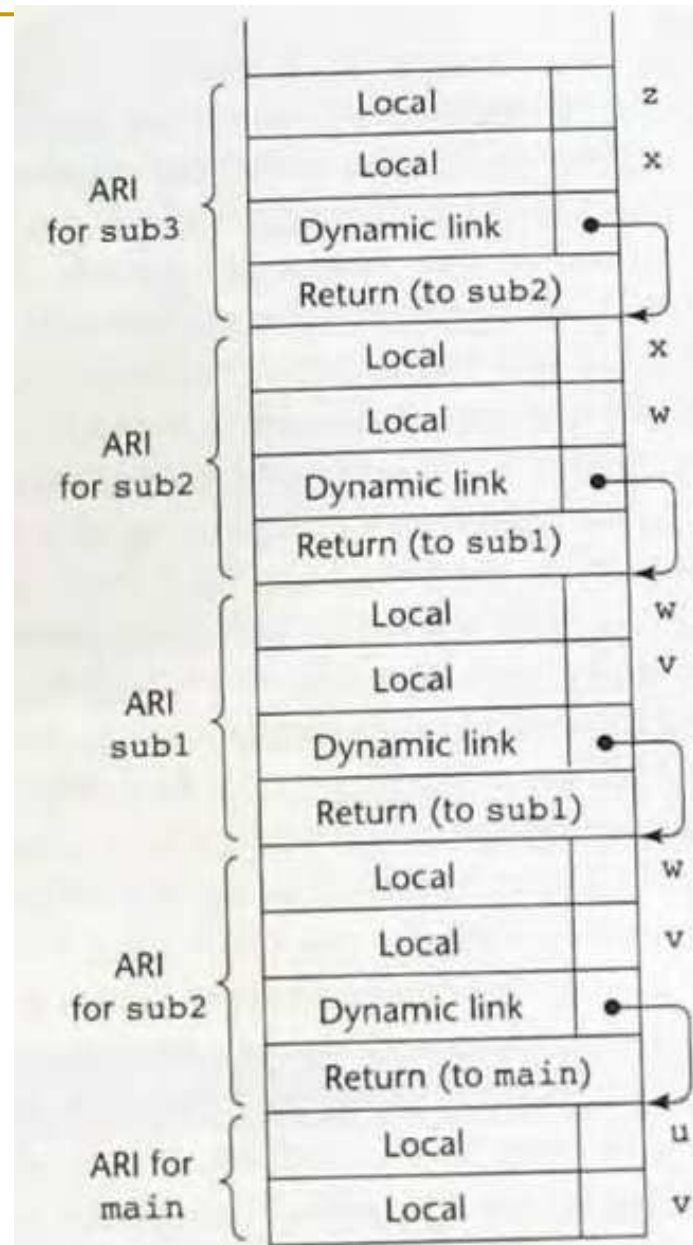 Local z
Local x
ARI
for sub3
Dynamic link
Return (to sub2)
Local x
Local w
ARI
for sub2
Dynamic link
Return (to sub1)
Local w
Local v
ARI
sub1
Dynamic link
Return (to sub1)
Local w
Local v
ARI
for sub2
Dynamic link
Return (to main)
ARI for
main
Local u
Local v